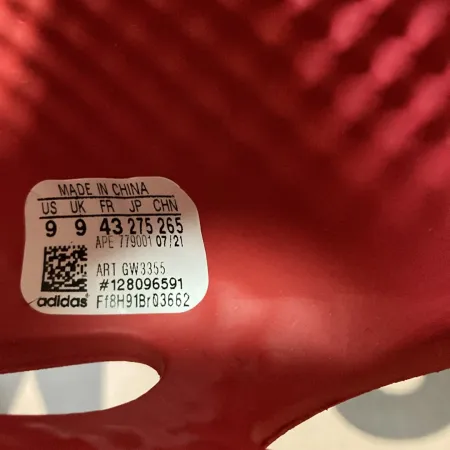 MADE IN CHINA
US UK FR JP CHN
9 9 43 275 265
APE 779001 07/21
ART GW3355
#128096591
adidas Ff8H91Br03662